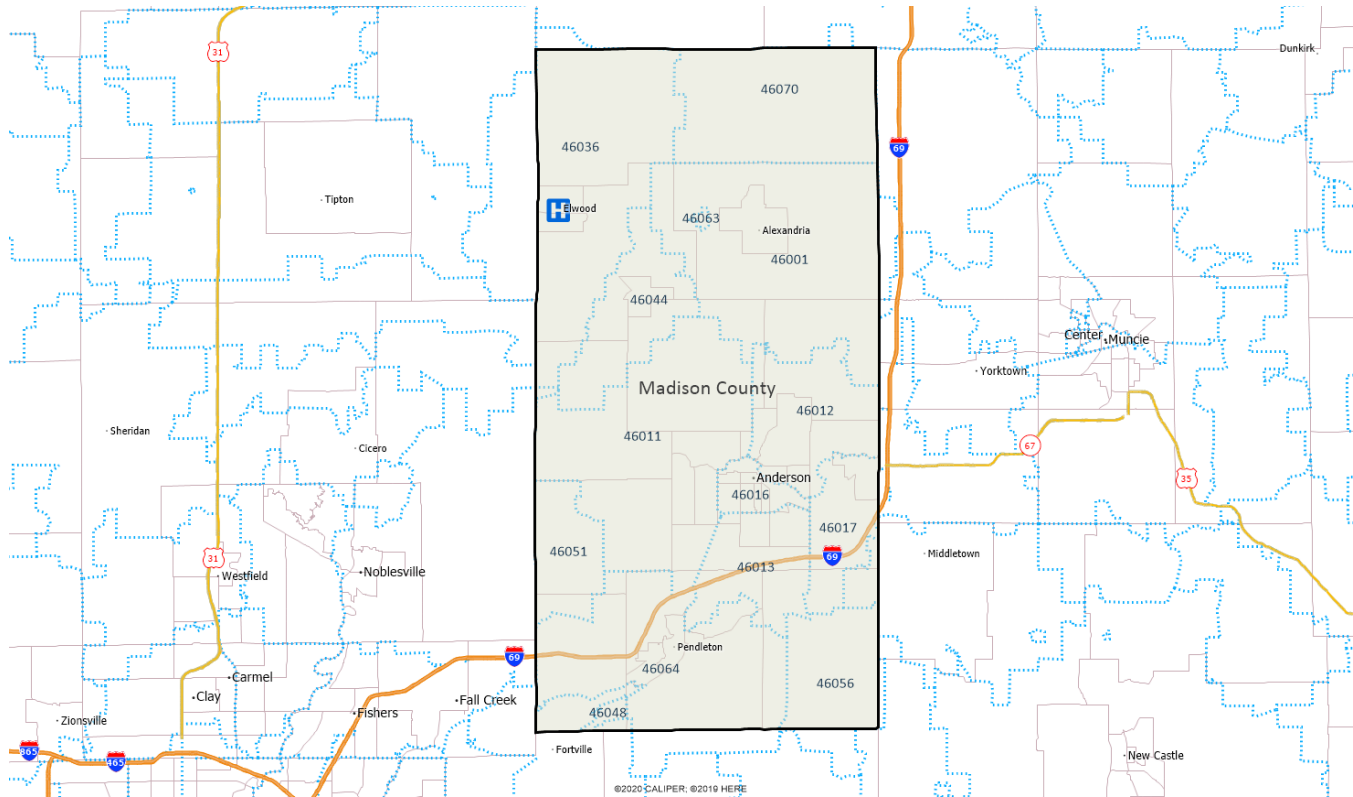 31
Dunkirk
46070
69
46036
Tipton
H
Elwood
46063
Alexandria
46001
46044
Center
Muncie
Yorktown
Madison County
46012
Sheridan
46011
Cicero
67
Anderson
46016
35
46017
46051
Middletown
69
31
46013
Westfield
Noblesville
Pendleton
69
46064
Carmel
46056
Clay
Fall Creek
46048
Fishers
Zionsville
865
Fortville
465
New Castle
©2020 CALIPER; ©2019 HERE